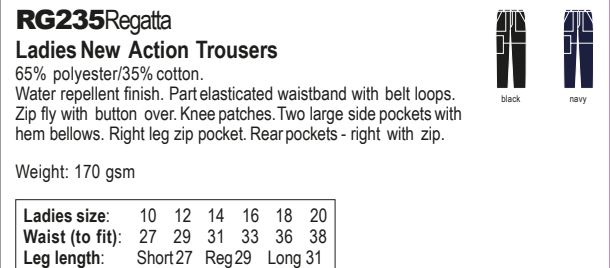 RG235Regatta
Ladies New Action Trousers
65% polyester/35% cotton.
Water repellent finish. Part elasticated waistband with belt loops.
Zip fly with button over. Knee patches. Two large side pockets with
hem bellows. Right leg zip pocket. Rear pockets - right with zip.
Weight: 170 gsm
Ladies size: 10 12 14 16 18 20
Waist (to fit): 27 29 31 33 36 38
Leg length: Short 27 Reg 29 Long 31
black
navy